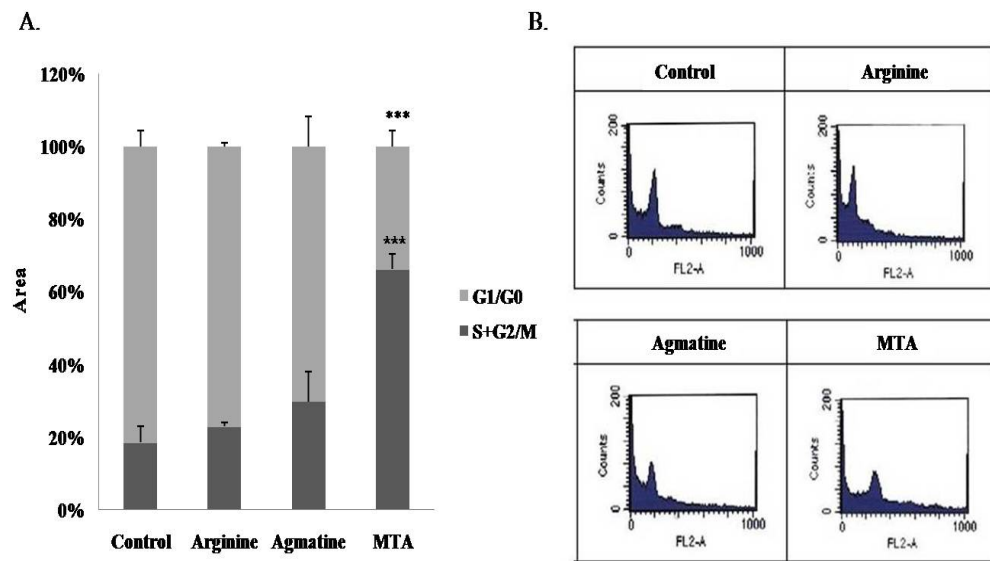 A.
120%
100%
80%
60%
40%
20%
0%
Area
***
***
Control Arginine Agmatine MTA
G1/G0
S+G2/M
B.
Control Arginine
200
Counts
0
0 1000
FL2-A
200
Counts
0
0 1000
FL2-A
Agmatine MTA
200
Counts
0
0 1000
FL2-A
200
Counts
0
0 1000
FL2-A